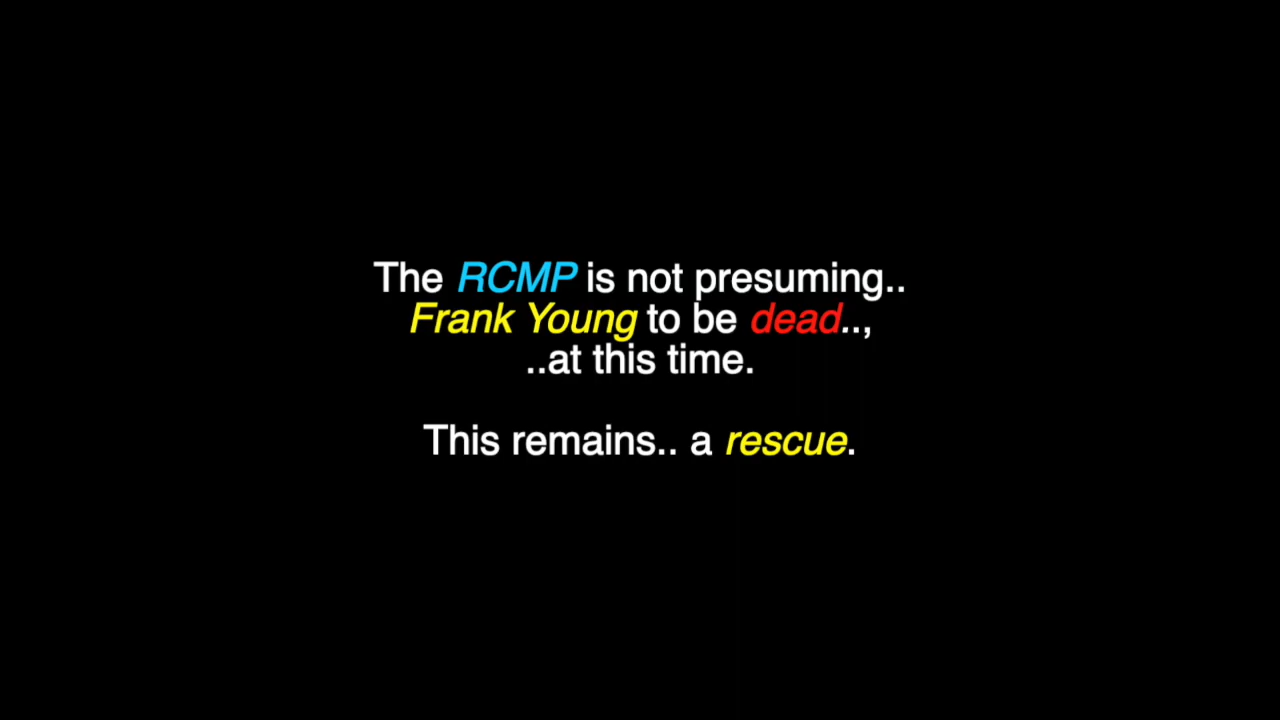 The RCMP is not presuming..
Frank Young to be dead..,
..at this time.
This remains.. a rescue.